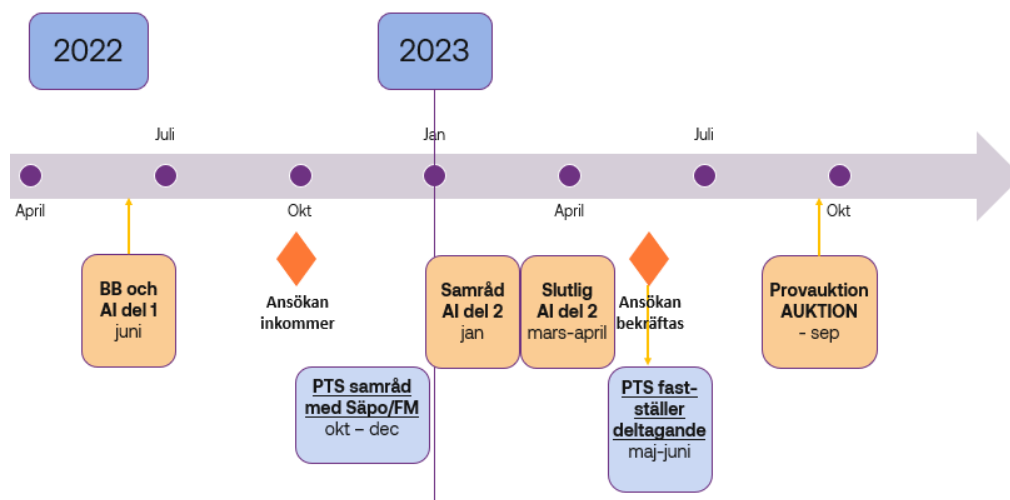 2022
2023
Juli
Jan
Juli
April
Okt
April
Okt
BB och
AI del 1
juni
Ansökan
inkommer
Samråd
AI del 2
jan
Slutlig
AI del 2
mars-april
Ansökan
bekräftas
Provauktion
AUKTION
- sep
PTS samråd
med Säpo/FM
okt – dec
PTS fast-
ställer
deltagande
maj-juni